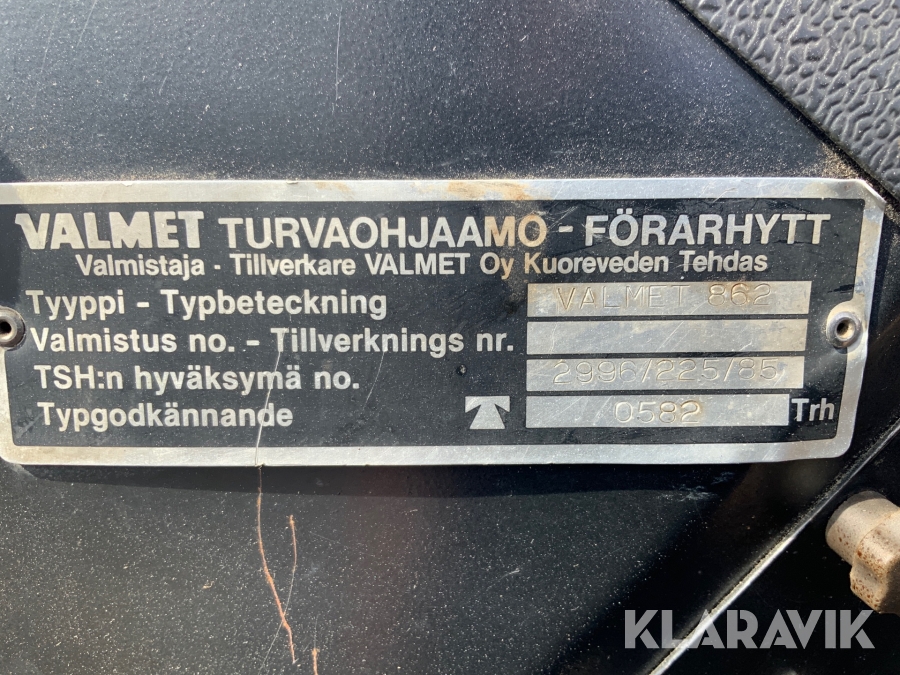 VALMET TURVAOHJAAMO - FÖRARHYTT
Valmistaja - Tillverkare VALMET Oy Kuoreveden Tehdas
Tyyppi - Typbeteckning VALMET 862
Valmistus no. - Tillverknings nr.
TSH:n hyväksymä no. 2996/225/85
Typgodkännande 0582 Trh
KLARAVIK